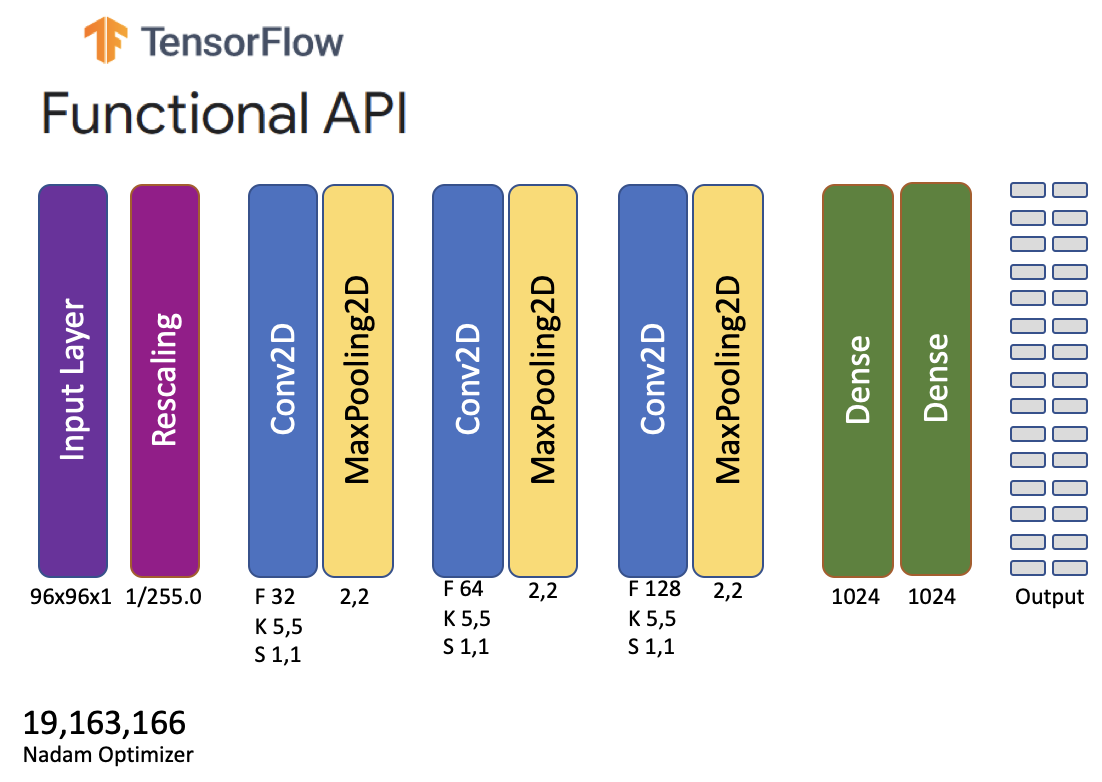 TensorFlow
Functional API
Input Layer
Rescaling
Conv2D
MaxPooling2D
Conv2D
MaxPooling2D
Conv2D
MaxPooling2D
Dense
Dense
96x96x1
1/255.0
F 32
K 5,5
S 1,1
2,2
F 64
K 5,5
S 1,1
2,2
F 128
K 5,5
S 1,1
2,2
1024
1024
Output
19,163,166
Nadam Optimizer